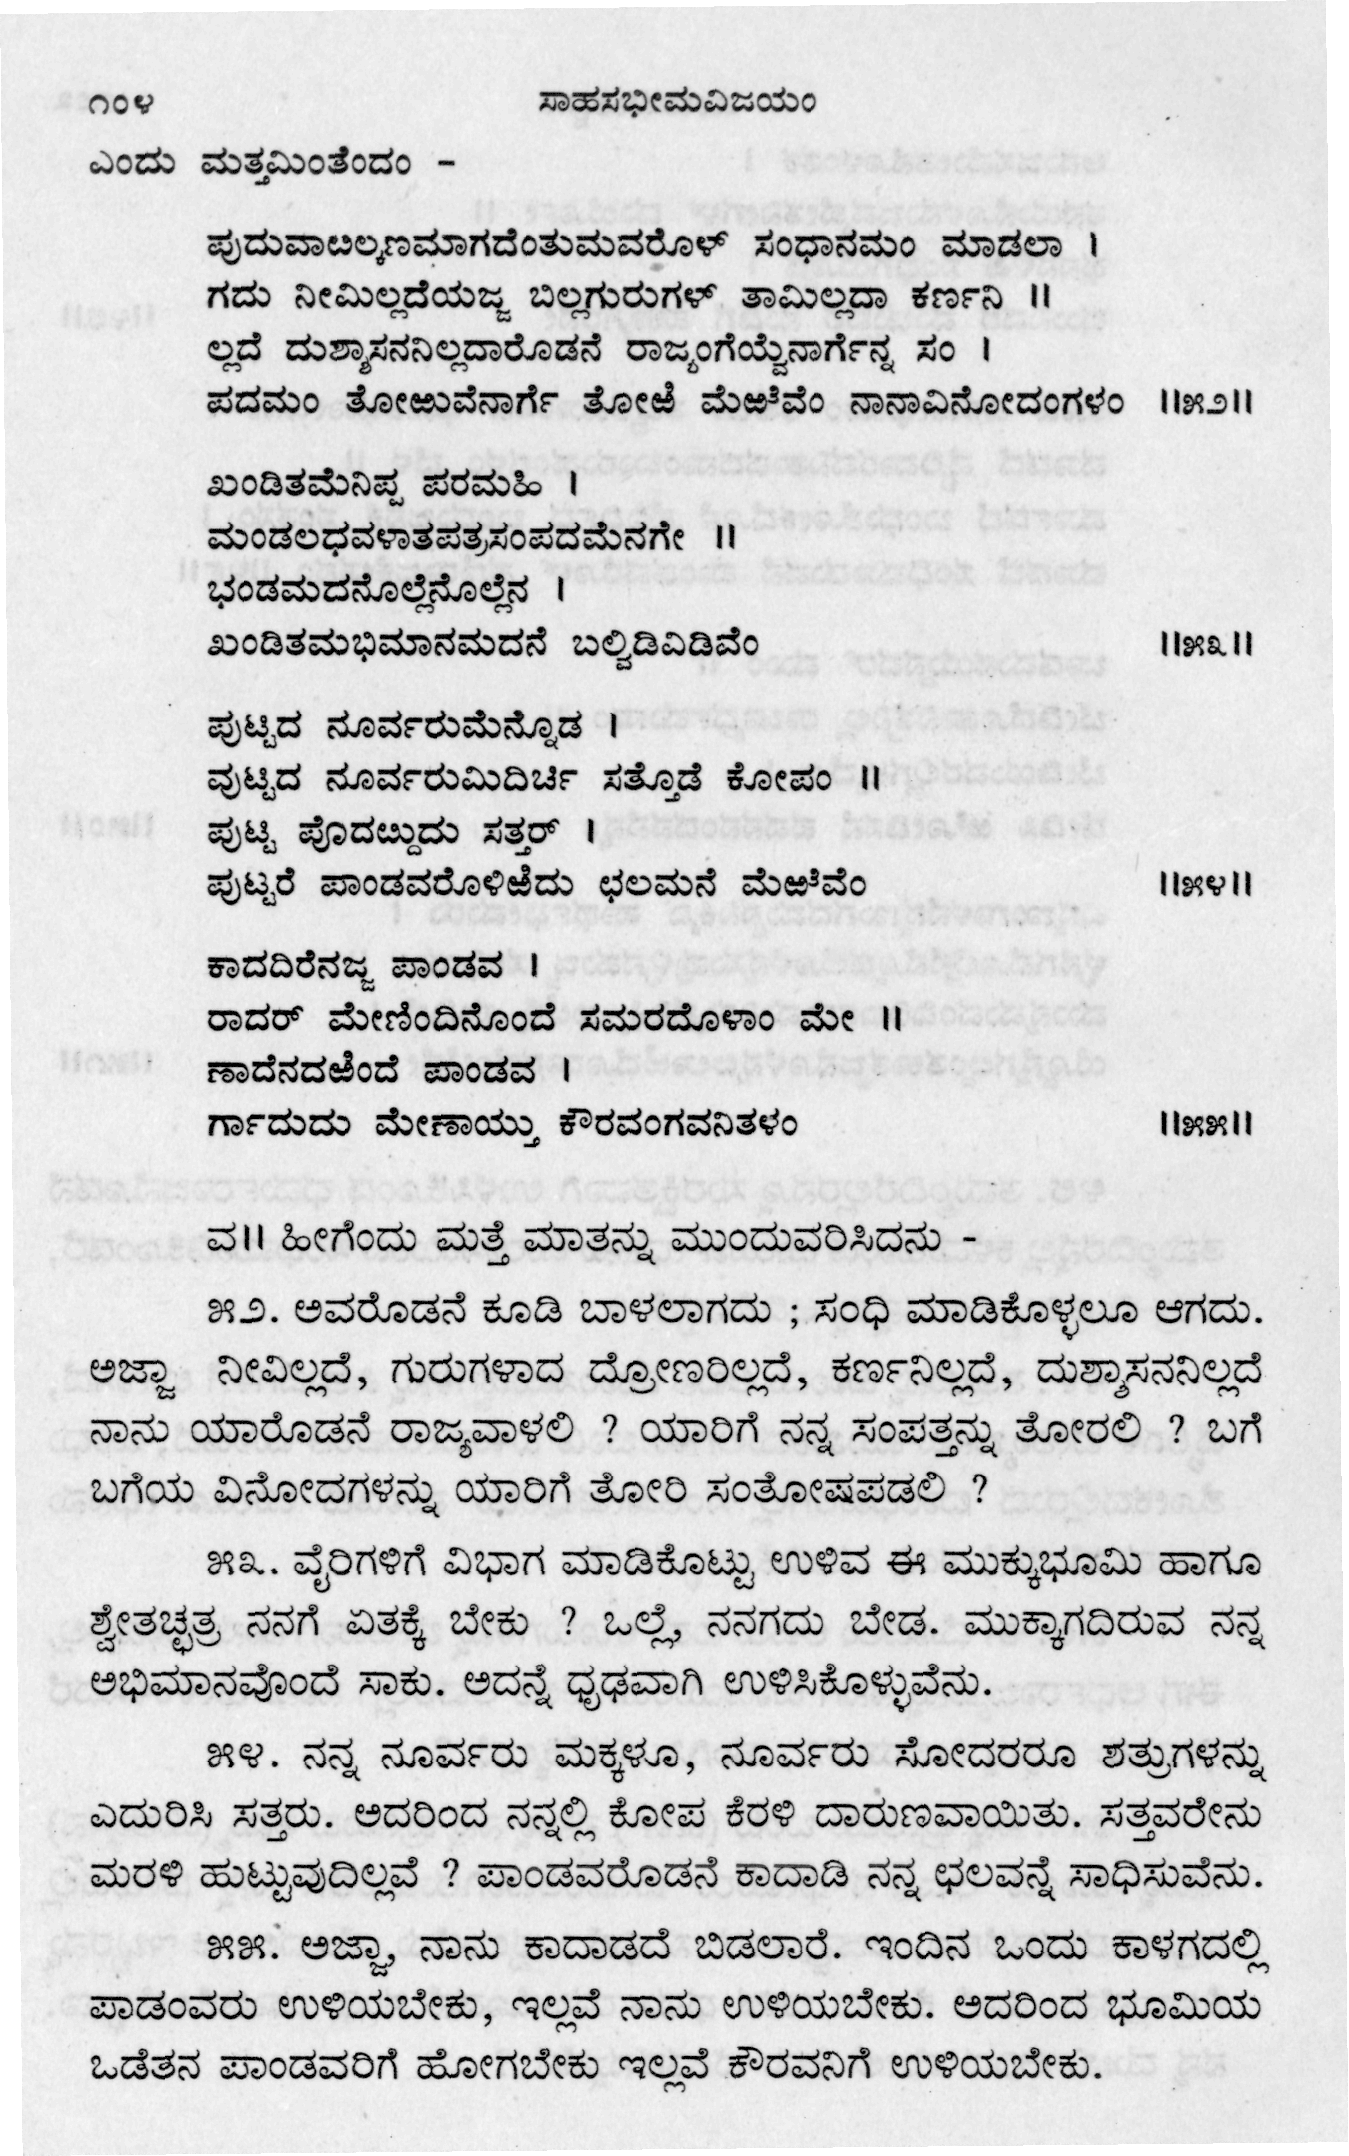 ೧೦೪ ಸಾಹಸಭೀಮವಿಜಯಂ
ಎಂದು ಮತ್ತಮಿಂತೆಂದಂ –
ಪುದುವಾೞಲ್ಕಣಮಾಗದೆಂತುಮವರೊಳ್ ಸಂಧಾನಮಂ ಮಾಡಲಾ ।
ಗದು ನೀಮಿಲ್ಲದೆಯಜ್ಜ ಬಿಲ್ಲಗುರುಗಳ್ ತಾಮಿಲ್ಲದಾ ಕರ್ಣನಿ ॥
ಲ್ಲದೆ ದುಶ್ಶಾಸನನಿಲ್ಲದಾರೊಡನೆ ರಾಜ್ಯಂಗೆಯ್ವೆನಾರ್ಗೆನ್ನ ಸಂ ।
ಪದಮಂ ತೋಱುವೆನಾರ್ಗೆ ತೋಱಿ ಮೆಱೆವೆಂ ನಾನಾವಿನೋದಂಗಳಂ ॥೫೨॥
ಖಂಡಿತಮೆನಿಪ್ಪ ಪರಮಹಿ ।
ಮಂಡಲಧವಳಾತಪತ್ರಸಂಪದಮೆನಗೇ ॥
ಭಂಡಮದನೊಲ್ಲೆನೊಲ್ಲೆನ ।
ಖಂಡಿತಮಭಿಮಾನಮದನೆ ಬಲ್ವಿಡಿವಿಡಿವೆಂ ॥೫೩॥
ಪುಟ್ಟಿದ ನೂರ್ವರುಮೆನ್ನೊಡ ।
ವುಟ್ಟಿದ ನೂರ್ವರುಮಿದಿರ್ಚಿ ಸತ್ತೊಡೆ ಕೋಪಂ ॥
ಪುಟ್ಟಿ ಪೊದೞ್ದುದು ಸತ್ತರ್ ।
ಪುಟ್ಟರೆ ಪಾಂಡವರೊಳಿಱಿದು ಛಲಮನೆ ಮೆಱೆವೆಂ ॥೫೪॥
ಕಾದದಿರೆನಜ್ಜ ಪಾಂಡವ ।
ರಾದರ್ ಮೇಣಿಂದಿನೊಂದೆ ಸಮರದೊಳಾಂ ಮೇ ॥
ಣಾದೆನದಱಿಂದೆ ಪಾಂಡವ ।
ರ್ಗಾದುದು ಮೇಣಾಯ್ತು ಕೌರವಂಗವನಿತಳಂ ॥೫೫॥
ವ॥ ಹೀಗೆಂದು ಮತ್ತೆ ಮಾತನ್ನು ಮುಂದುವರಿಸಿದನು –
೫೨. ಅವರೊಡನೆ ಕೂಡಿ ಬಾಳಲಾಗದು ; ಸಂಧಿ ಮಾಡಿಕೊಳ್ಳಲೂ ಆಗದು.
ಅಜ್ಜಾ ನೀವಿಲ್ಲದೆ, ಗುರುಗಳಾದ ದ್ರೋಣರಿಲ್ಲದೆ, ಕರ್ಣನಿಲ್ಲದೆ, ದುಶ್ಶಾಸನನಿಲ್ಲದೆ
ನಾನು ಯಾರೊಡನೆ ರಾಜ್ಯವಾಳಲಿ ? ಯಾರಿಗೆ ನನ್ನ ಸಂಪತ್ತನ್ನು ತೋರಲಿ ? ಬಗೆ
ಬಗೆಯ ವಿನೋದಗಳನ್ನು ಯಾರಿಗೆ ತೋರಿ ಸಂತೋಷಪಡಲಿ ?
೫೩. ವೈರಿಗಳಿಗೆ ವಿಭಾಗ ಮಾಡಿಕೊಟ್ಟು ಉಳಿವ ಈ ಮುಕ್ಕುಭೂಮಿ ಹಾಗೂ
ಶ್ವೇತಚ್ಛತ್ರ ನನಗೆ ಏತಕ್ಕೆ ಬೇಕು ? ಒಲ್ಲೆ, ನನಗದು ಬೇಡ. ಮುಕ್ಕಾಗದಿರುವ ನನ್ನ
ಅಭಿಮಾನವೊಂದೆ ಸಾಕು. ಅದನ್ನೆ ಧೃಢವಾಗಿ ಉಳಿಸಿಕೊಳ್ಳುವೆನು.
೫೪. ನನ್ನ ನೂರ್ವರು ಮಕ್ಕಳೂ, ನೂರ್ವರು ಸೋದರರೂ ಶತ್ರುಗಳನ್ನು
ಎದುರಿಸಿ ಸತ್ತರು. ಅದರಿಂದ ನನ್ನಲ್ಲಿ ಕೋಪ ಕೆರಳಿ ದಾರುಣವಾಯಿತು. ಸತ್ತವರೇನು
ಮರಳಿ ಹುಟ್ಟುವುದಿಲ್ಲವೆ ? ಪಾಂಡವರೊಡನೆ ಕಾದಾಡಿ ನನ್ನ ಛಲವನ್ನೆ ಸಾಧಿಸುವೆನು.
೫೫. ಅಜ್ಜಾ, ನಾನು ಕಾದಾಡದೆ ಬಿಡಲಾರೆ. ಇಂದಿನ ಒಂದು ಕಾಳಗದಲ್ಲಿ
ಪಾಡಂವರು ಉಳಿಯಬೇಕು, ಇಲ್ಲವೆ ನಾನು ಉಳಿಯಬೇಕು. ಅದರಿಂದ ಭೂಮಿಯ
ಒಡೆತನ ಪಾಂಡವರಿಗೆ ಹೋಗಬೇಕು ಇಲ್ಲವೆ ಕೌರವನಿಗೆ ಉಳಿಯಬೇಕು.